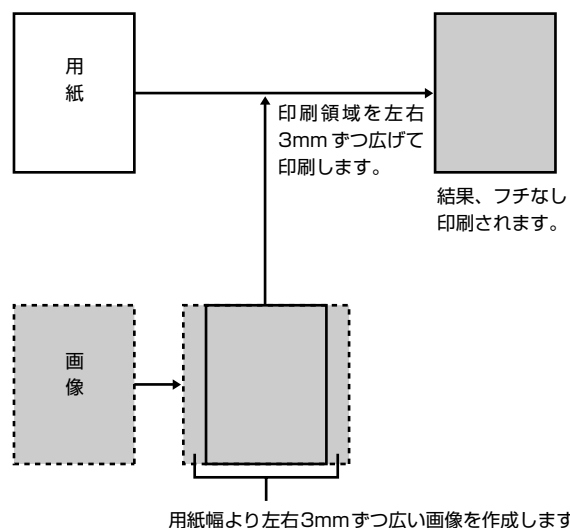 用
紙
印刷領域を左右
3mmずつ広げて
印刷します。
結果、フチなし
印刷されます。
画
像
用紙幅より左右3mmずつ広い画像を作成します